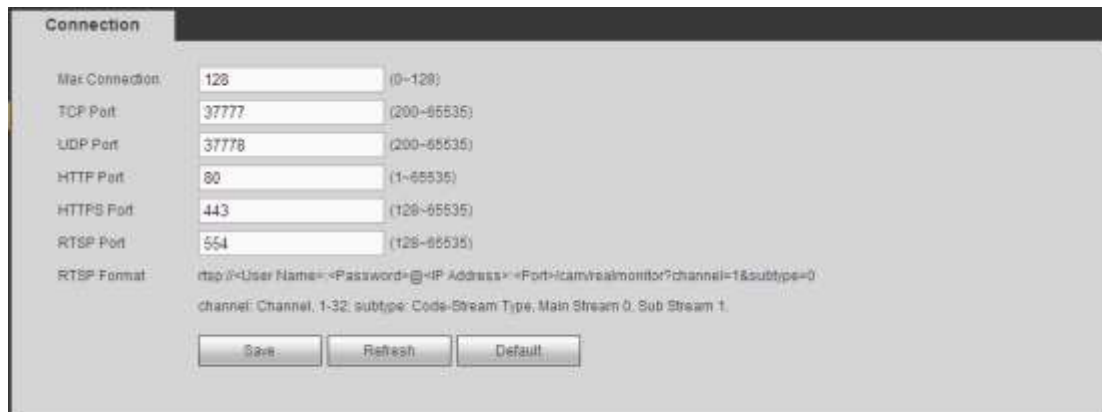 Connection
Max Connection 128 (0~128)
TCP Port 37777 (200~65535)
UDP Port 37778 (200~65535)
HTTP Port 80 (1~65535)
HTTPS Port 443 (128~65535)
RTSP Port 554 (128~65535)
RTSP Format rtsp://<User Name>:<Password>@<IP Address>:<Port>/cam/realmonitor?channel=1&subtype=0
channel: Channel, 1-32; subtype: Code-Stream Type, Main Stream 0, Sub Stream 1.
Save Refresh Default